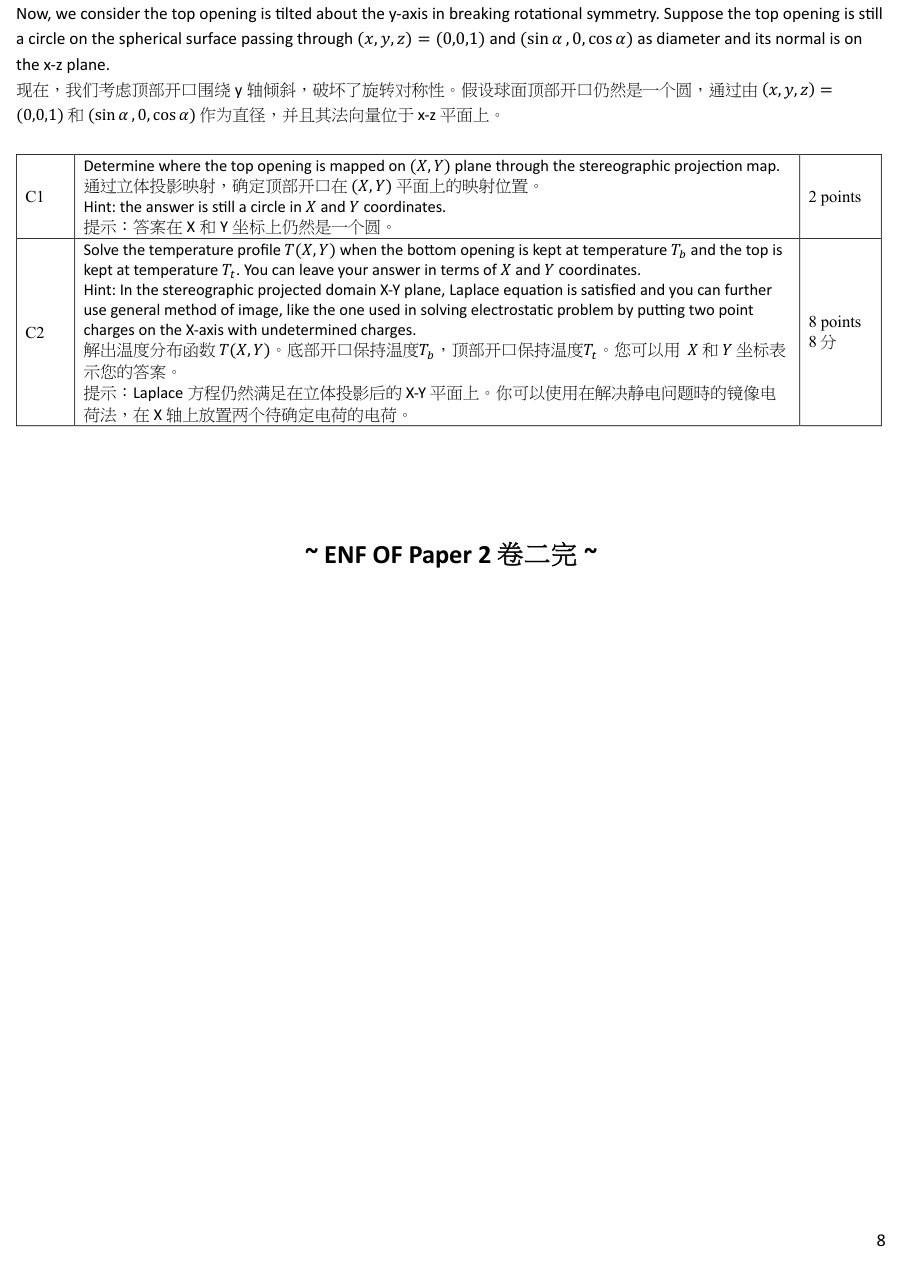 Now, we consider the top opening is tilted about the y-axis in breaking rotational symmetry. Suppose the top opening is still
a circle on the spherical surface passing through (𝑥, 𝑦, 𝑧) = (0,0,1) and (sin 𝛼 , 0, cos 𝛼) as diameter and its normal is on
the x-z plane.
现在，我们考虑顶部开口围绕 y 轴倾斜，破坏了旋转对称性。假设球面顶部开口仍然是一个圆，通过由 (𝑥, 𝑦, 𝑧) =
(0,0,1) 和 (sin 𝛼 , 0, cos 𝛼) 作为直径，并且其法向量位于 x-z 平面上。
C1
Determine where the top opening is mapped on (𝑋, 𝑌) plane through the stereographic projection map.
通过立体投影映射，确定顶部开口在 (𝑋, 𝑌) 平面上的映射位置。
Hint: the answer is still a circle in 𝑋 and 𝑌 coordinates.
提示：答案在 X 和 Y 坐标上仍然是一个圆。
2 points
C2
Solve the temperature profile 𝑇(𝑋, 𝑌) when the bottom opening is kept at temperature 𝑇𝑏 and the top is
kept at temperature 𝑇𝑡. You can leave your answer in terms of 𝑋 and 𝑌 coordinates.
Hint: In the stereographic projected domain X-Y plane, Laplace equation is satisfied and you can further
use general method of image, like the one used in solving electrostatic problem by putting two point
charges on the X-axis with undetermined charges.
解出温度分布函数 𝑇(𝑋, 𝑌)。底部开口保持温度𝑇𝑏，顶部开口保持温度𝑇𝑡。您可以用 𝑋 和 𝑌 坐标表
示您的答案。
提示：Laplace 方程仍然满足在立体投影后的 X-Y 平面上。你可以使用在解决静电问题時的镜像电
荷法，在 X 轴上放置两个待确定电荷的电荷。
8 points
8 分
~ ENF OF Paper 2 卷二完 ~
8